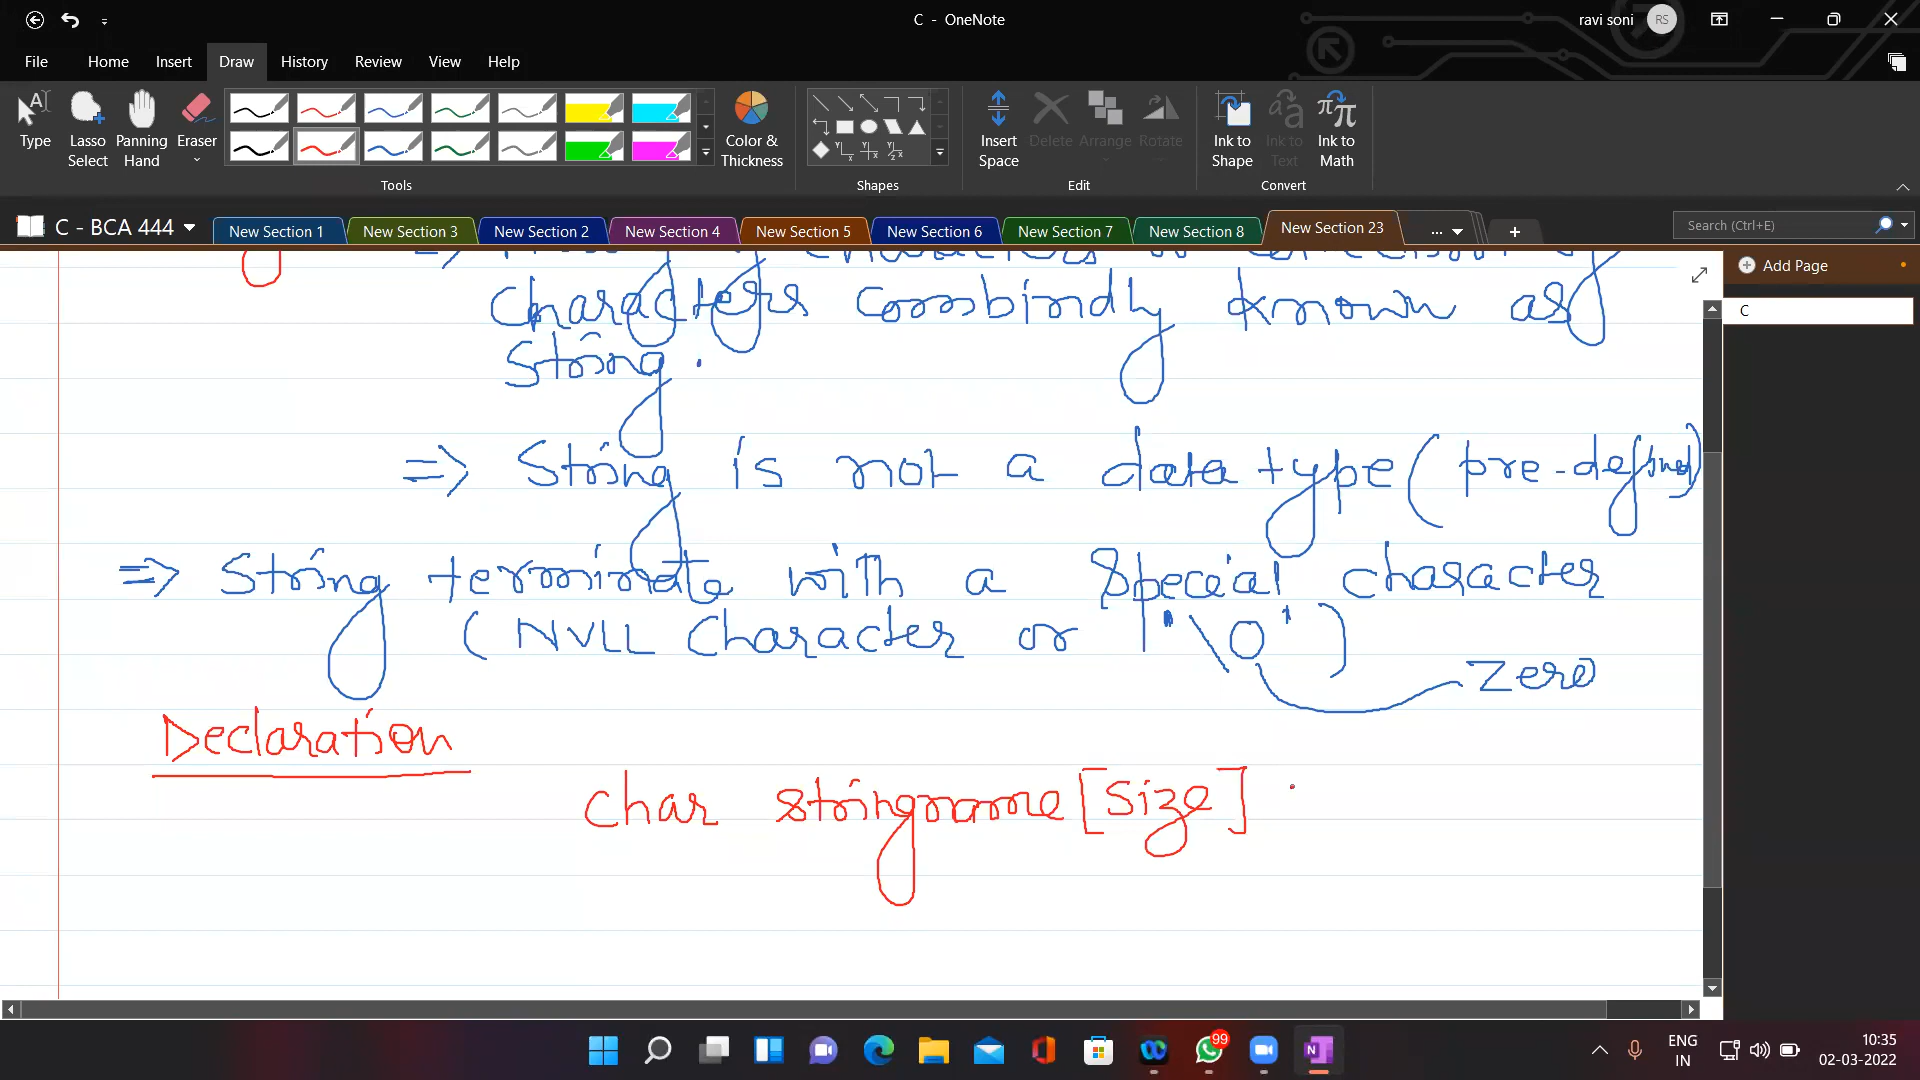 C - OneNote
ravi soni RS
File Home Insert Draw History Review View Help
Type Lasso Select Panning Hand Eraser Color & Thickness Insert Space Delete Arrange Rotate Ink to Shape Ink to Text Ink to Math
Tools Shapes Edit Convert
C - BCA 444 New Section 1 New Section 3 New Section 2 New Section 4 New Section 5 New Section 6 New Section 7 New Section 8 New Section 23 ... + Search (Ctrl+E)
Add Page
C
characters combindly known as
String.
=> String is not a data type (pre-defined)
=> String terminate with a Special character
(NULL Character or '\0')
Zero
Declaration
char stringname[Size]
99
ENG
IN
10:35
02-03-2022